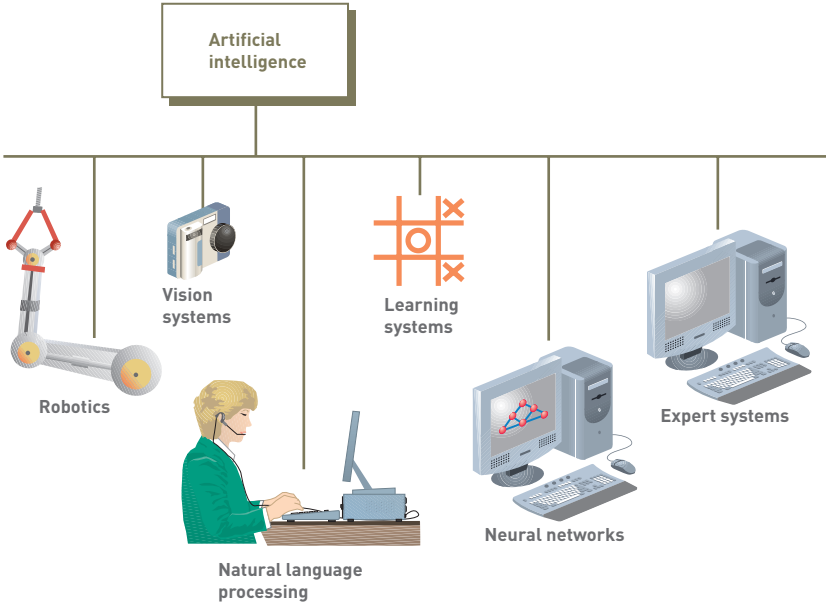 Artificial
intelligence
Vision
systems
Learning
systems
Robotics
Expert systems
Neural networks
Natural language
processing